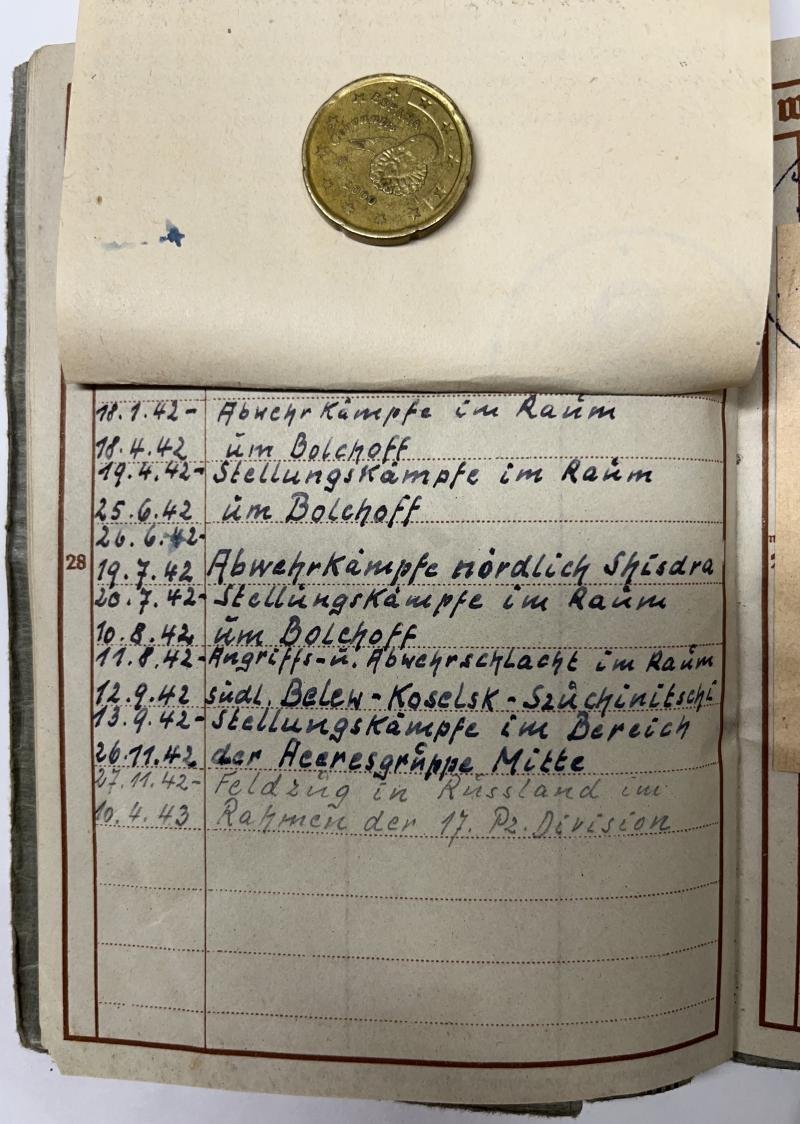 ESPAÑA
Cervantes
2000
18.1.42- Abwehrkämpfe im Raum
18.4.42 um Bolchoff
19.4.42- Stellungskämpfe im Raum
25.6.42 um Bolchoff
26.6.42-
28
19.7.42 Abwehrkämpfe nördlich Shisdra
20.7.42- Stellungskämpfe im Raum
10.8.42 um Bolchoff
11.8.42- Angriffs-u. Abwehrschlacht im Raum
12.9.42 südl. Belew-Koselsk-Szuchinitschi
13.9.42- Stellungskämpfe im Bereich
26.11.42 der Heeresgruppe Mitte
27.11.42- Feldzug in Russland im
10.4.43 Rahmen der 17. Pz. Division